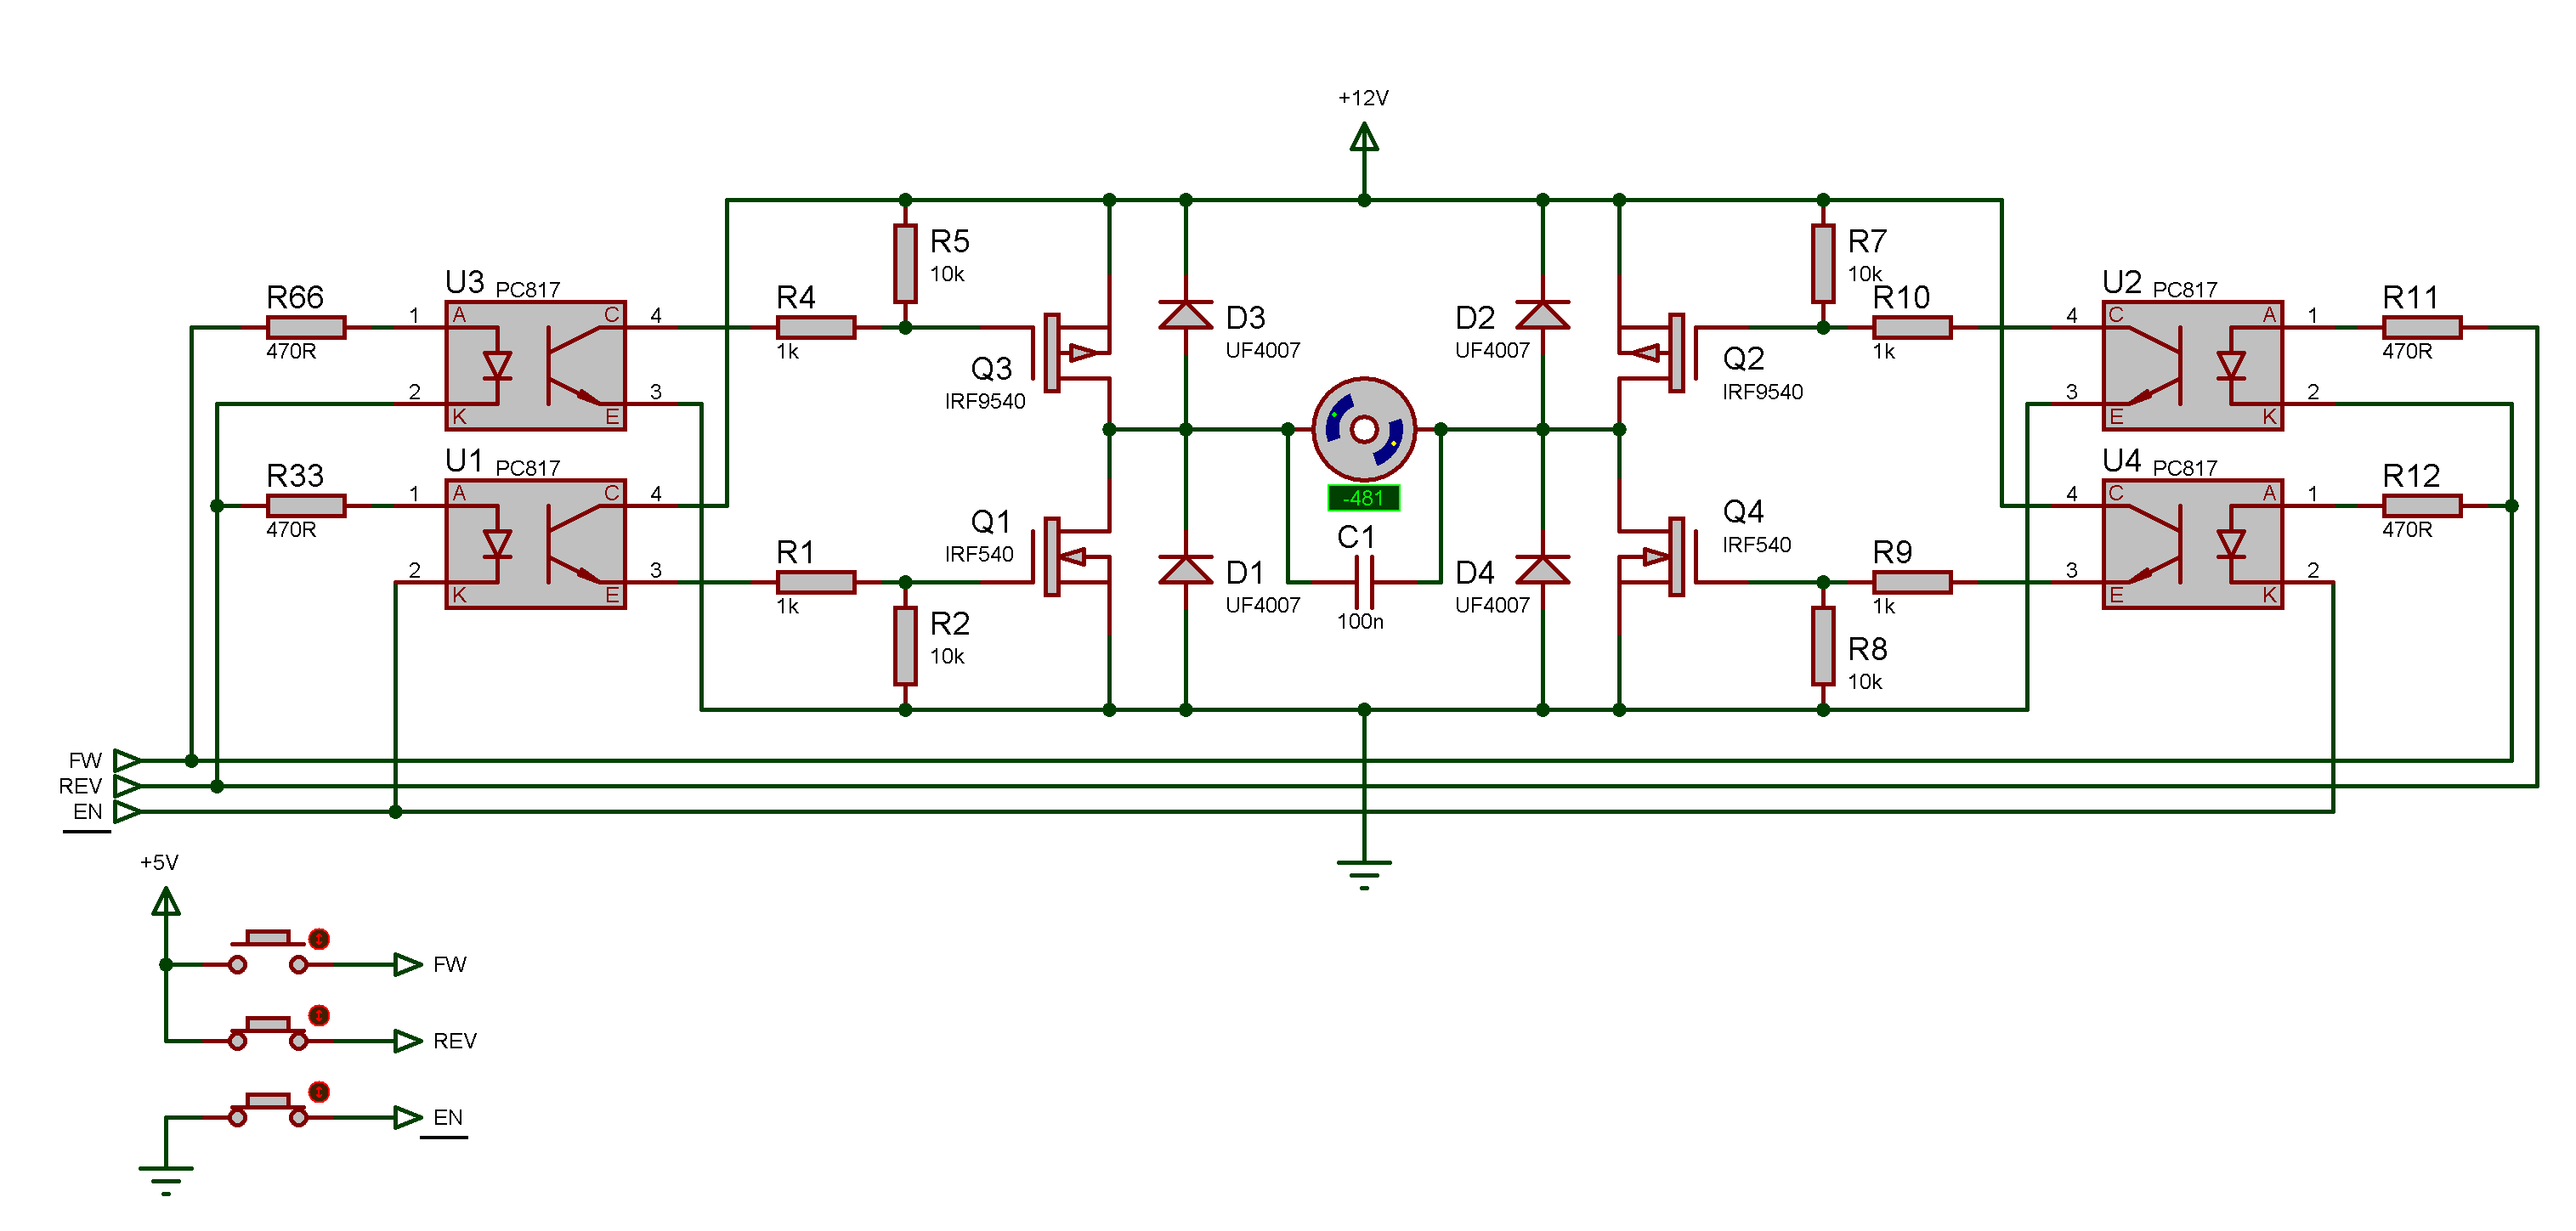 +12V
R5
10k
R7
10k
U3 PC817
U2 PC817
R66
470R
1
A
C
4
R4
1k
D3
UF4007
D2
UF4007
R10
1k
4
C
A
1
R11
470R
2
K
E
3
Q3
IRF9540
Q2
IRF9540
3
E
K
2
U1 PC817
U4 PC817
R33
470R
1
A
C
4
-481
4
C
A
1
R12
470R
Q1
IRF540
Q4
IRF540
C1
100n
2
K
E
3
R1
1k
D1
UF4007
D4
UF4007
R9
1k
3
E
K
2
R2
10k
R8
10k
FW
REV
EN
+5V
FW
REV
EN